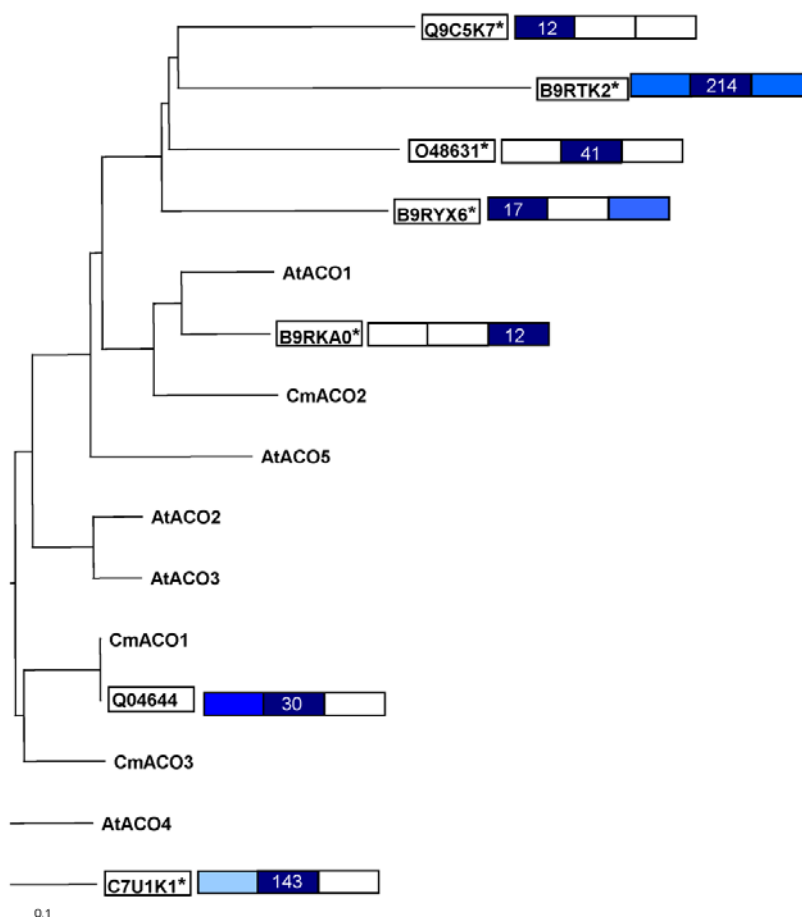 Q9C5K7* 12
B9RTK2* 214
O48631* 41
B9RYX6* 17
AtACO1
B9RKA0* 12
CmACO2
AtACO5
AtACO2
AtACO3
CmACO1
Q04644 30
CmACO3
AtACO4
C7U1K1* 143
0.1